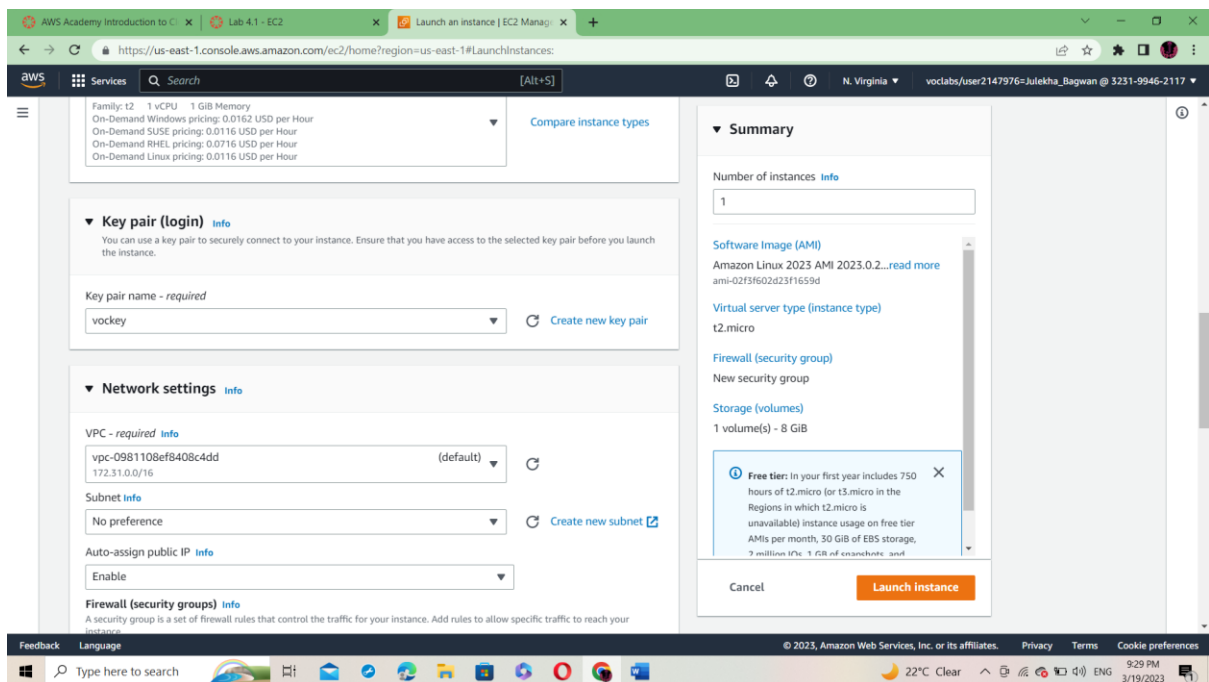 AWS Academy Introduction to Cl
Lab 4.1 - EC2
Launch an instance | EC2 Manage
https://us-east-1.console.aws.amazon.com/ec2/home?region=us-east-1#LaunchInstances:
aws
Services
Search
[Alt+S]
N. Virginia
voclabs/user2147976=Julekha_Bagwan @ 3231-9946-2117
Family: t2 1 vCPU 1 GiB Memory
On-Demand Windows pricing: 0.0162 USD per Hour
On-Demand SUSE pricing: 0.0116 USD per Hour
On-Demand RHEL pricing: 0.0716 USD per Hour
On-Demand Linux pricing: 0.0116 USD per Hour
Compare instance types
Key pair (login) Info
You can use a key pair to securely connect to your instance. Ensure that you have access to the selected key pair before you launch
the instance.
Key pair name - required
vockey
Create new key pair
Network settings Info
VPC - required Info
vpc-0981108ef8408c4dd (default)
172.31.0.0/16
Subnet Info
No preference
Create new subnet
Auto-assign public IP Info
Enable
Firewall (security groups) Info
A security group is a set of firewall rules that control the traffic for your instance. Add rules to allow specific traffic to reach your
instance.
Summary
Number of instances Info
1
Software Image (AMI)
Amazon Linux 2023 AMI 2023.0.2...read more
ami-02f3f602d23f1659d
Virtual server type (instance type)
t2.micro
Firewall (security group)
New security group
Storage (volumes)
1 volume(s) - 8 GiB
Free tier: In your first year includes 750
hours of t2.micro (or t3.micro in the
Regions in which t2.micro is
unavailable) instance usage on free tier
AMIs per month, 30 GiB of EBS storage,
2 million IOs, 1 GB of snapshots, and
Cancel
Launch instance
Feedback
Language
© 2023, Amazon Web Services, Inc. or its affiliates.
Privacy
Terms
Cookie preferences
Type here to search
22°C Clear
ENG
9:29 PM
3/19/2023